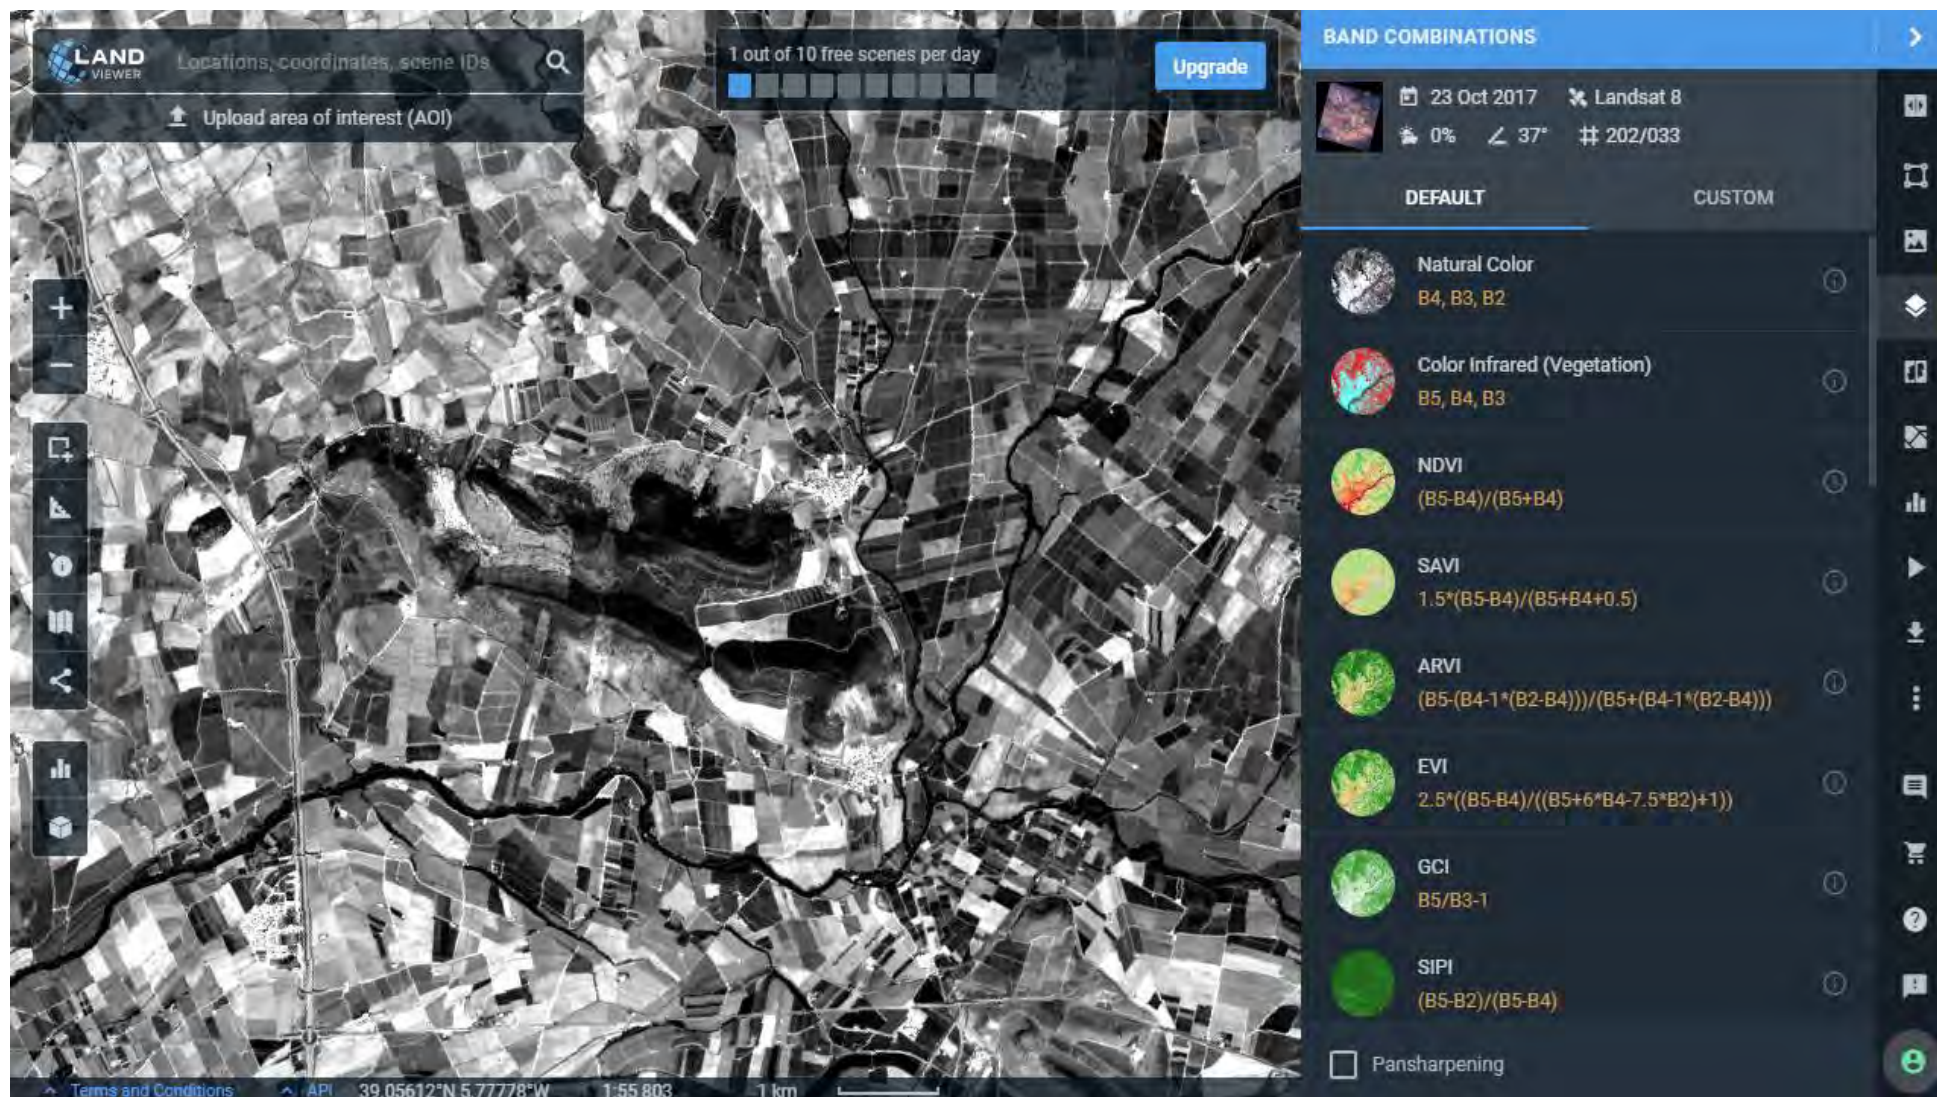 LAND
VIEWER
Locations, coordinates, scene IDs
Upload area of interest (AOI)
1 out of 10 free scenes per day
Upgrade
BAND COMBINATIONS
23 Oct 2017 Landsat 8
0% 37° 202/033
DEFAULT CUSTOM
Natural Color
B4, B3, B2
Color Infrared (Vegetation)
B5, B4, B3
NDVI
(B5-B4)/(B5+B4)
SAVI
1.5*(B5-B4)/(B5+B4+0.5)
ARVI
(B5-(B4-1*(B2-B4)))/(B5+(B4-1*(B2-B4)))
EVI
2.5*((B5-B4)/((B5+6*B4-7.5*B2)+1))
GCI
B5/B3-1
SIPI
(B5-B2)/(B5-B4)
Pansharpening
Terms and Conditions API 39.05612°N 5.77778°W 1:55 803 1 km